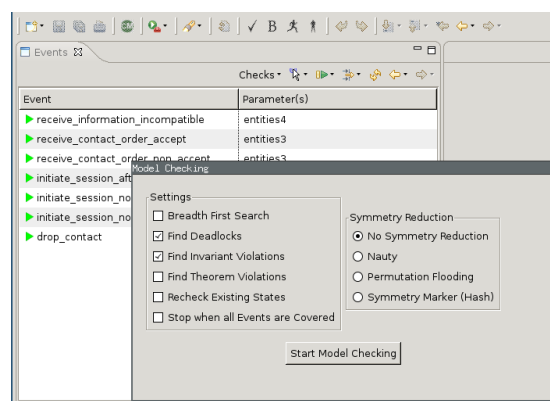 Events
Checks
Event Parameter(s)
receive_information_incompatible entities4
receive_contact_order_accept entities3
receive_contact_order_non_accept entities3
Model Checking
initiate_session_aft
initiate_session_no
initiate_session_no
drop_contact
Settings
Breadth First Search
Find Deadlocks
Find Invariant Violations
Find Theorem Violations
Recheck Existing States
Stop when all Events are Covered
Symmetry Reduction
No Symmetry Reduction
Nauty
Permutation Flooding
Symmetry Marker (Hash)
Start Model Checking